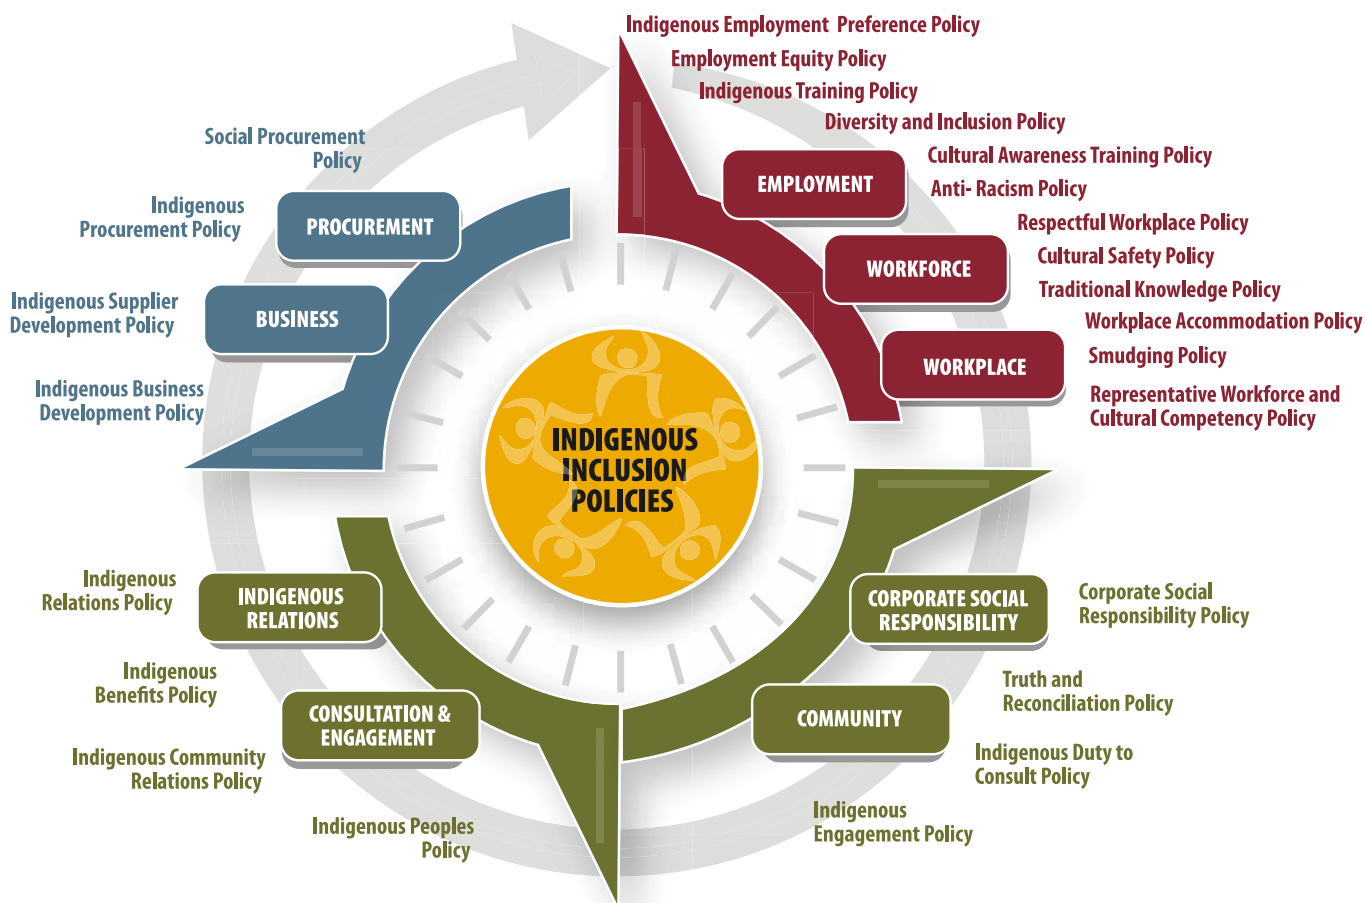 Indigenous Employment Preference Policy
Employment Equity Policy
Indigenous Training Policy
Diversity and Inclusion Policy
Cultural Awareness Training Policy
Anti- Racism Policy
Respectful Workplace Policy
Cultural Safety Policy
Traditional Knowledge Policy
Workplace Accommodation Policy
Smudging Policy
Representative Workforce and
Cultural Competency Policy
EMPLOYMENT
WORKFORCE
WORKPLACE
Social Procurement
Policy
Indigenous
Procurement Policy
Indigenous Supplier
Development Policy
Indigenous Business
Development Policy
PROCUREMENT
BUSINESS
INDIGENOUS
INCLUSION
POLICIES
CORPORATE SOCIAL
RESPONSIBILITY
COMMUNITY
Corporate Social
Responsibility Policy
Truth and
Reconciliation Policy
Indigenous Duty to
Consult Policy
Indigenous
Engagement Policy
INDIGENOUS
RELATIONS
CONSULTATION &
ENGAGEMENT
Indigenous
Relations Policy
Indigenous
Benefits Policy
Indigenous Community
Relations Policy
Indigenous Peoples
Policy